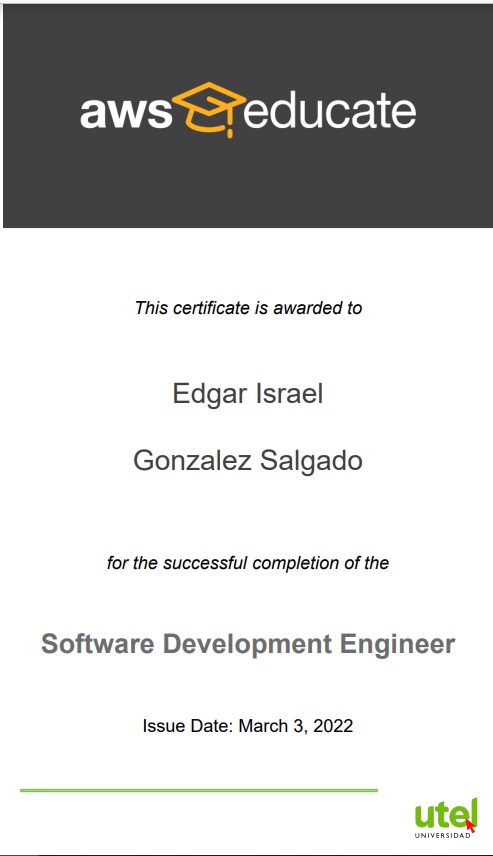 aws educate
This certificate is awarded to
Edgar Israel
Gonzalez Salgado
for the successful completion of the
Software Development Engineer
Issue Date: March 3, 2022
utel
UNIVERSIDAD